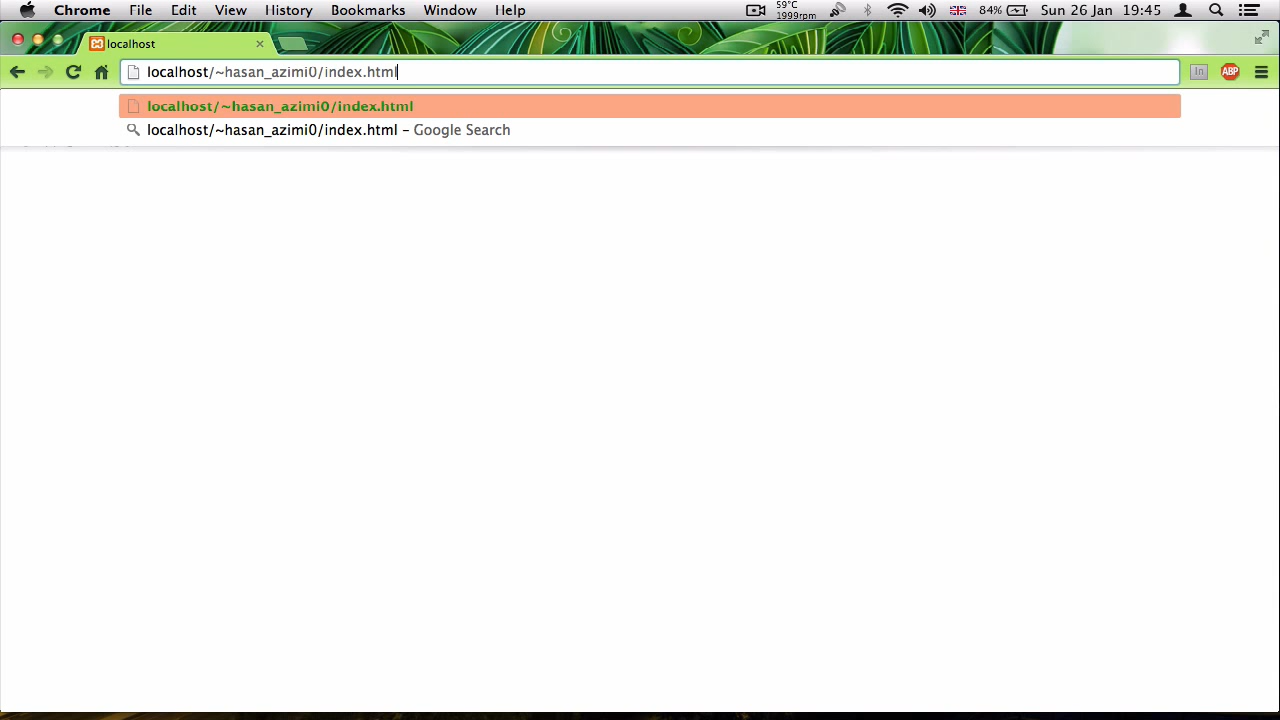 Chrome File Edit View History Bookmarks Window Help 59°C 1999rpm 84% Sun 26 Jan 19:45
localhost
localhost/~hasan_azimi0/index.html In ABP
localhost/~hasan_azimi0/index.html
localhost/~hasan_azimi0/index.html – Google Search